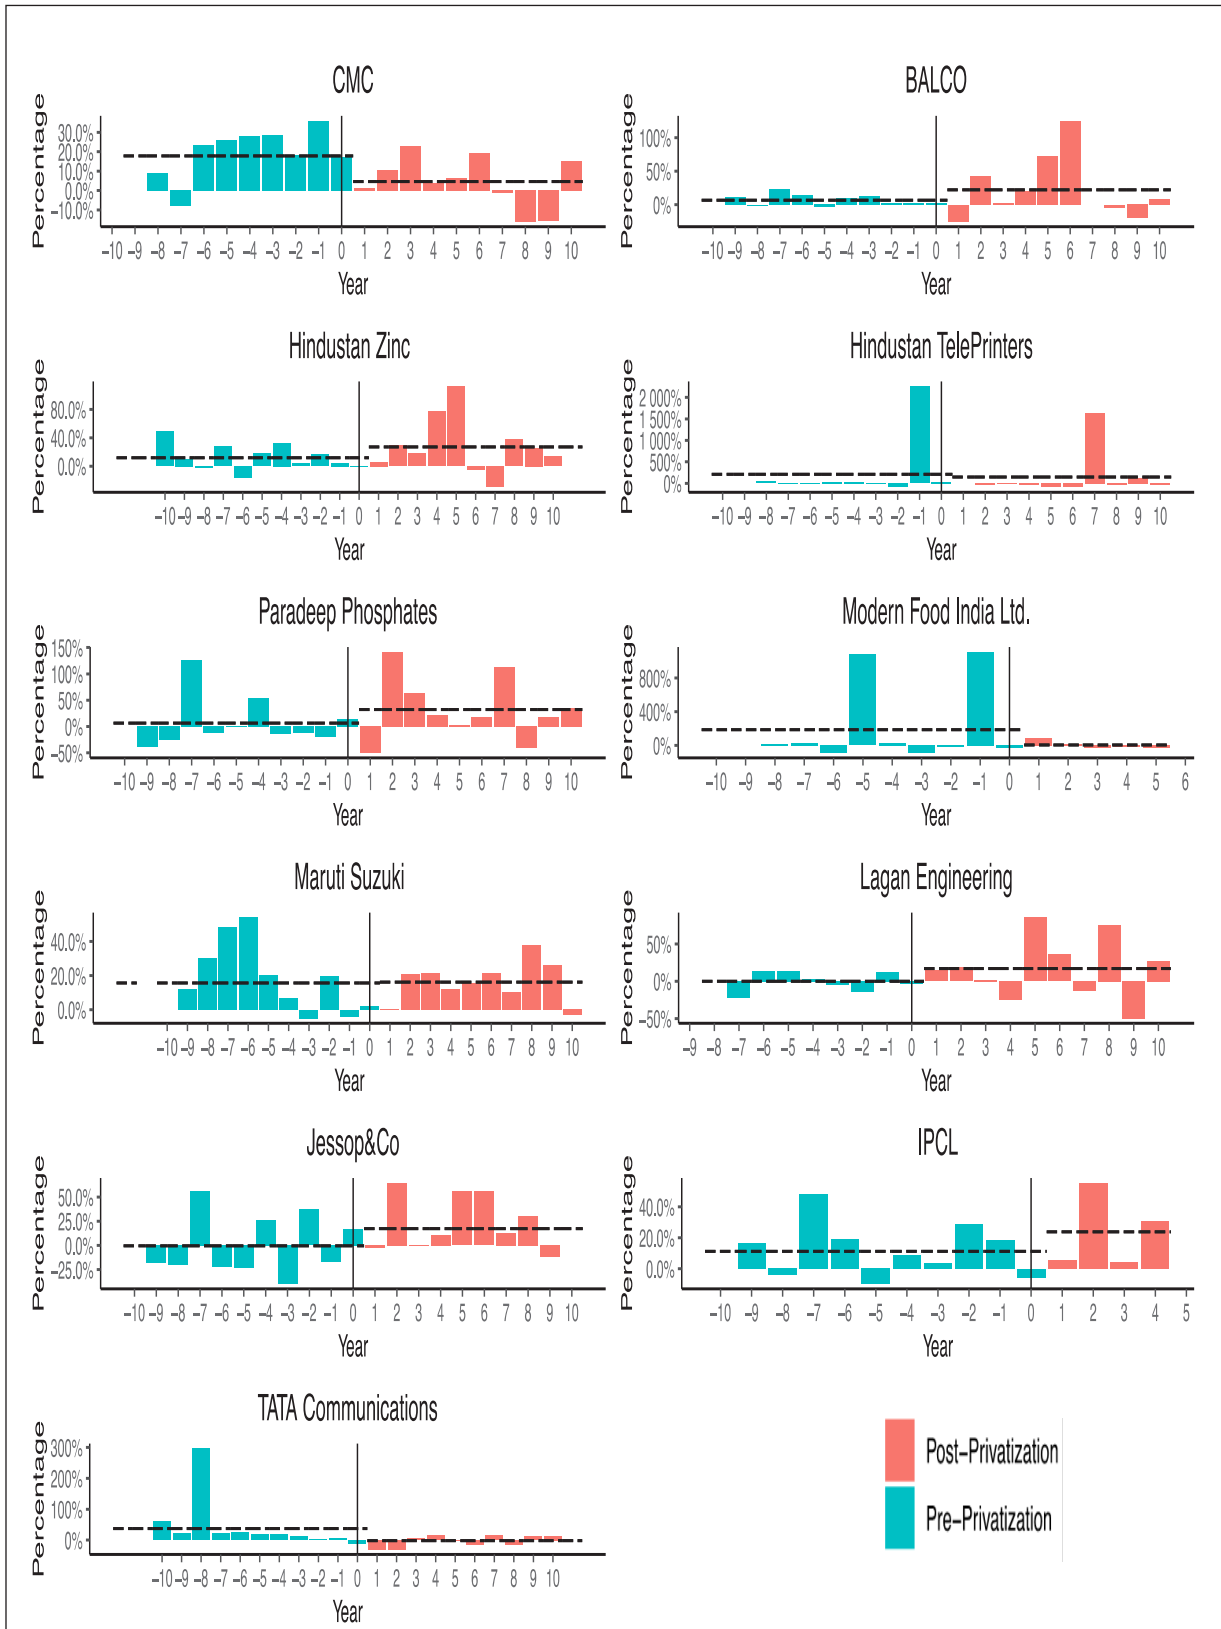 CMC
Percentage
30.0%
20.0%
10.0%
0.0%
−10.0%
−10 −9 −8 −7 −6 −5 −4 −3 −2 −1 0 1 2 3 4 5 6 7 8 9 10
Year
BALCO
Percentage
100%
50%
0%
−10 −9 −8 −7 −6 −5 −4 −3 −2 −1 0 1 2 3 4 5 6 7 8 9 10
Year
Hindustan Zinc
Percentage
80.0%
40.0%
0.0%
−10 −9 −8 −7 −6 −5 −4 −3 −2 −1 0 1 2 3 4 5 6 7 8 9 10
Year
Hindustan TelePrinters
Percentage
2 000%
1 500%
1 000%
500%
0%
−10 −9 −8 −7 −6 −5 −4 −3 −2 −1 0 1 2 3 4 5 6 7 8 9 10
Year
Paradeep Phosphates
Percentage
150%
100%
50%
0%
−50%
−10 −9 −8 −7 −6 −5 −4 −3 −2 −1 0 1 2 3 4 5 6 7 8 9 10
Year
Modern Food India Ltd.
Percentage
800%
400%
0%
−10 −9 −8 −7 −6 −5 −4 −3 −2 −1 0 1 2 3 4 5 6
Year
Maruti Suzuki
Percentage
40.0%
20.0%
0.0%
−10 −9 −8 −7 −6 −5 −4 −3 −2 −1 0 1 2 3 4 5 6 7 8 9 10
Year
Lagan Engineering
Percentage
50%
0%
−50%
−9 −8 −7 −6 −5 −4 −3 −2 −1 0 1 2 3 4 5 6 7 8 9 10
Year
Jessop&Co
Percentage
50.0%
25.0%
0.0%
−25.0%
−10 −9 −8 −7 −6 −5 −4 −3 −2 −1 0 1 2 3 4 5 6 7 8 9 10
Year
IPCL
Percentage
40.0%
20.0%
0.0%
−10 −9 −8 −7 −6 −5 −4 −3 −2 −1 0 1 2 3 4 5
Year
TATA Communications
Percentage
300%
200%
100%
0%
−10 −9 −8 −7 −6 −5 −4 −3 −2 −1 0 1 2 3 4 5 6 7 8 9 10
Year
Post−Privatization
Pre−Privatization